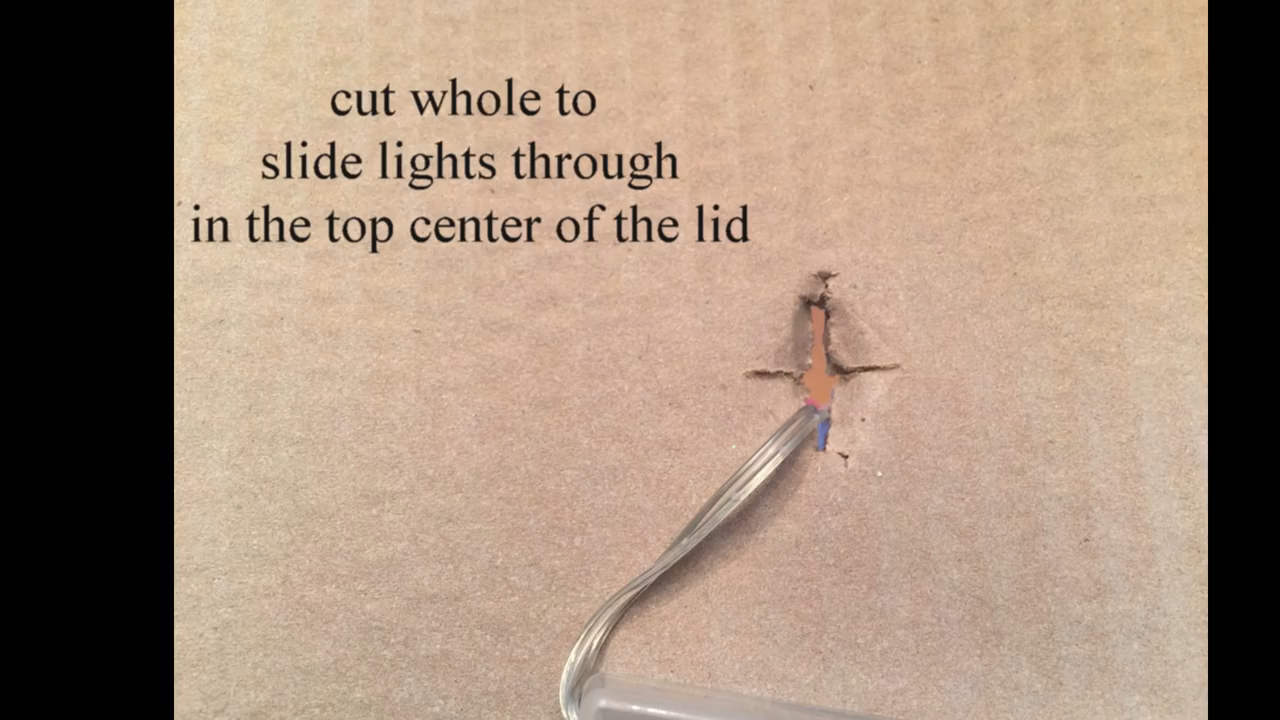 cut whole to
slide lights through
in the top center of the lid